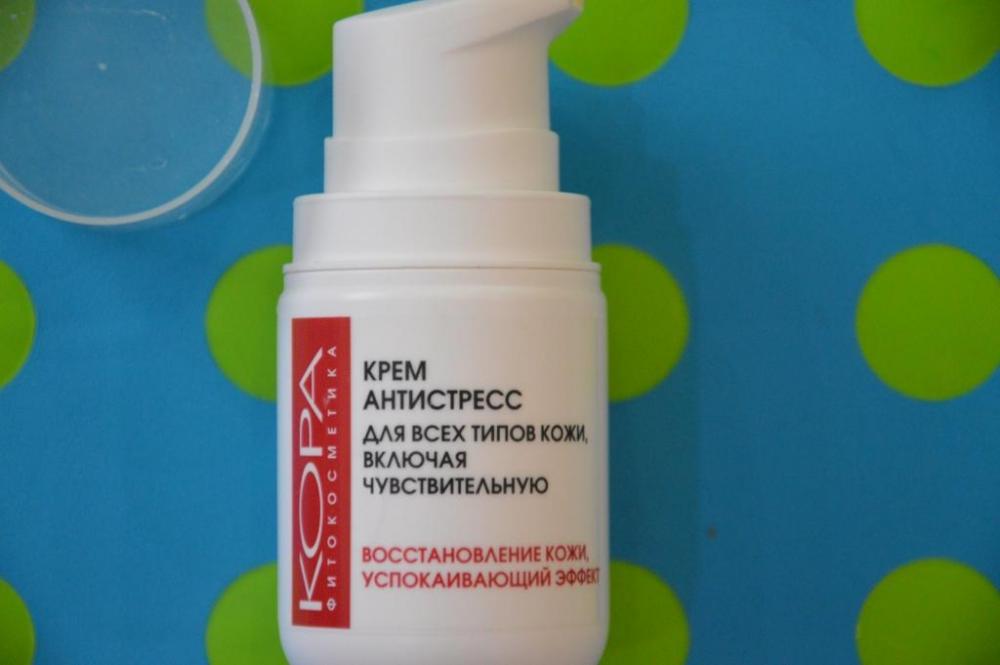 КОРА
ФИТОКОСМЕТИКА
КРЕМ
АНТИСТРЕСС
ДЛЯ ВСЕХ ТИПОВ КОЖИ,
ВКЛЮЧАЯ
ЧУВСТВИТЕЛЬНУЮ
ВОССТАНОВЛЕНИЕ КОЖИ,
УСПОКАИВАЮЩИЙ ЭФФЕКТ